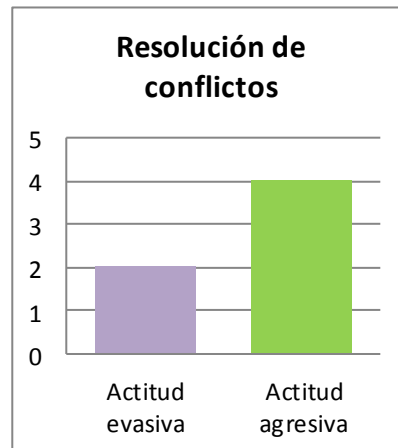 Resolución de
conflictos
5
4
3
2
1
0
Actitud
evasiva
Actitud
agresiva